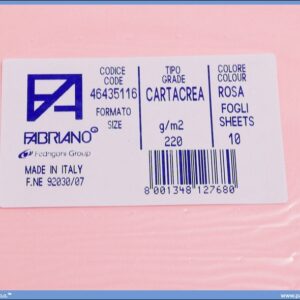 FABRIANO
Fedrigoni Group
MADE IN ITALY
F.NE 92030/07
CODICE
CODE
46435116
FORMATO
SIZE
TIPO
GRADE
CARTACREA
g/m2
220
COLORE
COLOUR
ROSA
FOGLI
SHEETS
10
8 001348 127680